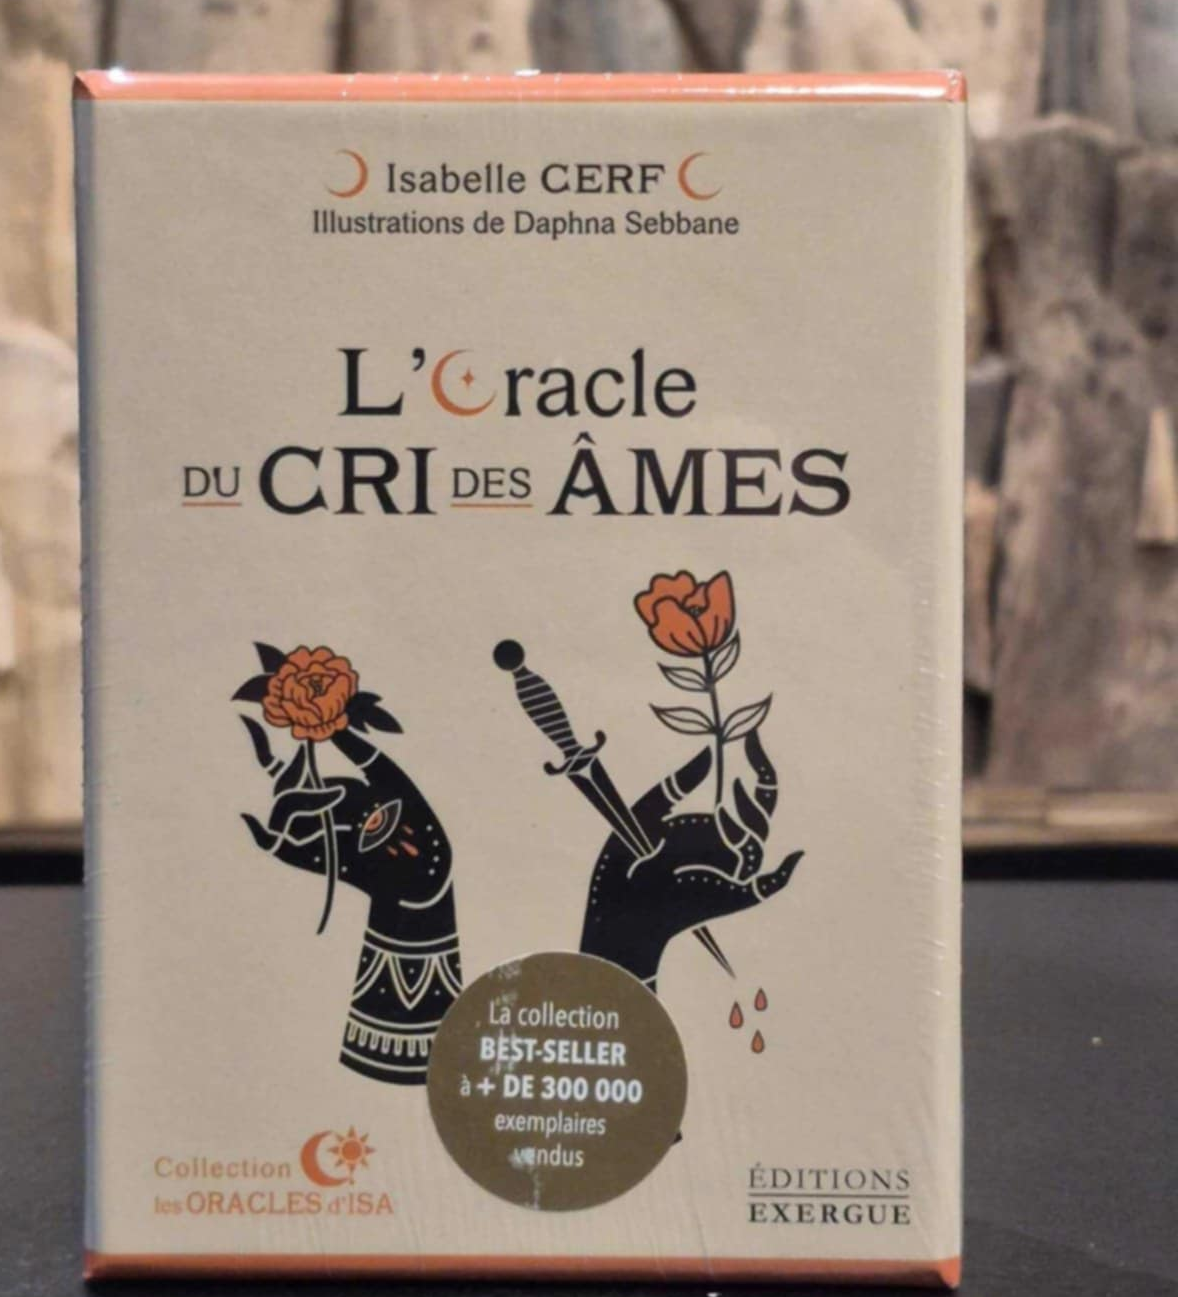 Isabelle CERF
Illustrations de Daphna Sebbane
L'Oracle
DU CRI DES ÂMES
La collection
BEST-SELLER
à + DE 300 000
exemplaires
vendus
Collection
les ORACLES d'ISA
ÉDITIONS
EXERGUE